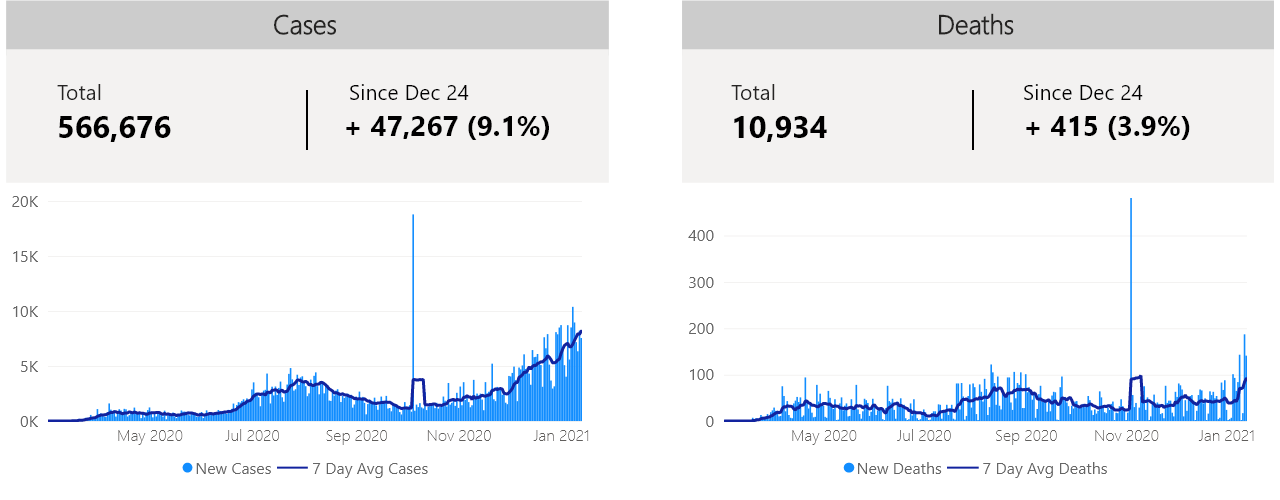 Cases
Total
566,676
Since Dec 24
+ 47,267 (9.1%)
20K
15K
10K
5K
0K
May 2020 Jul 2020 Sep 2020 Nov 2020 Jan 2021
New Cases 7 Day Avg Cases
Deaths
Total
10,934
Since Dec 24
+ 415 (3.9%)
400
300
200
100
0
May 2020 Jul 2020 Sep 2020 Nov 2020 Jan 2021
New Deaths 7 Day Avg Deaths